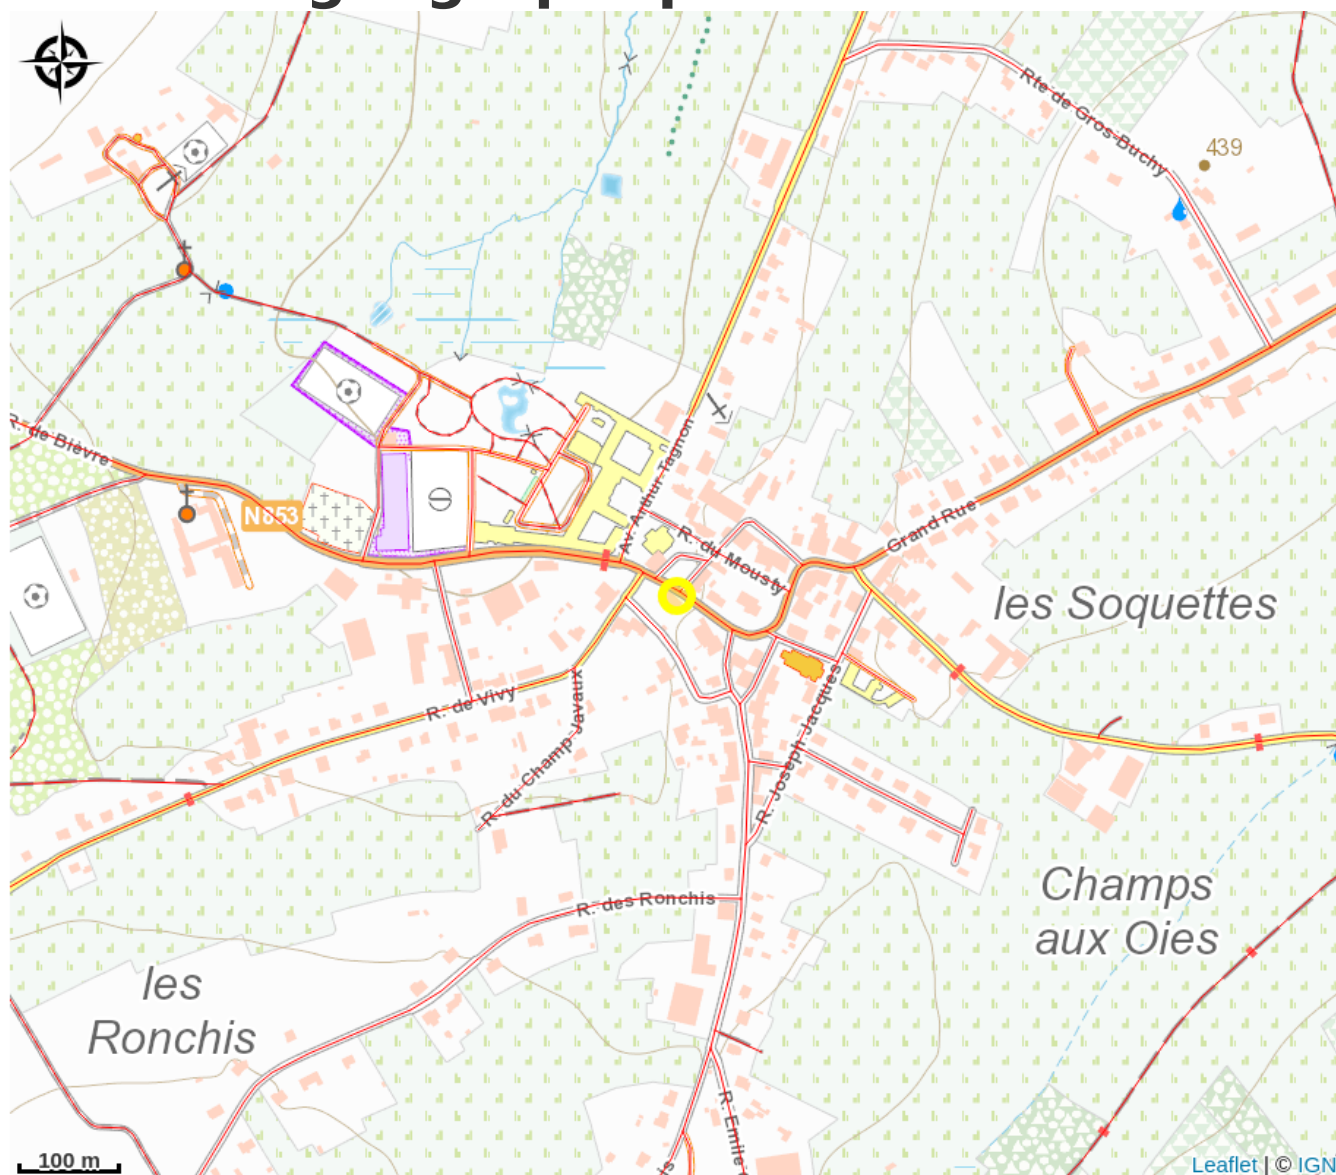 Rte de Gros-Buchy
439
R. de Bièvre
N853
Av. Arthur Tagnon
R. du Mousty
Grand Rue
les Soquettes
R. de Vivy
R. du Champ Javaux
R. Joseph Jacques
R. des Ronchis
Champs
aux Oies
les
Ronchis
R. Emile
100 m
Leaflet | © IGN